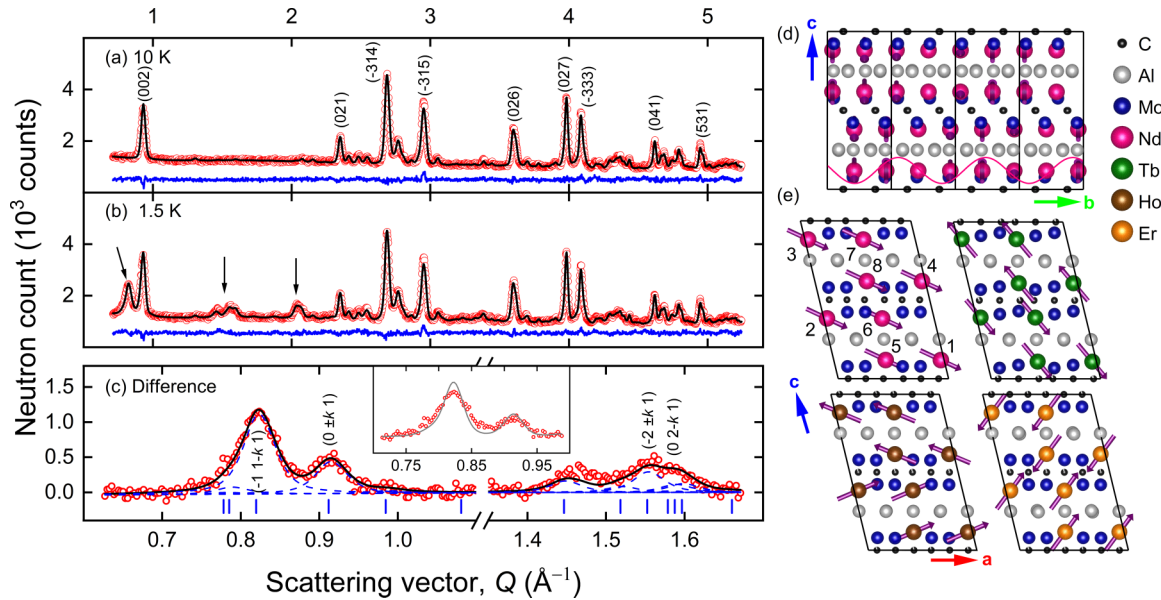 1 2 3 4 5
(a) 10 K
(002)
(021)
(-314)
(-315)
(026)
(027)
(-333)
(041)
(531)
4
2
(b) 1.5 K
4
2
Neutron count (10³ counts)
(c) Difference
1.5
1.0
0.5
0.0
(-1 1-k 1)
(0 ±k 1)
0.75 0.85 0.95
(-2 ±k 1)
(0 2-k 1)
0.7 0.8 0.9 1.0 1.4 1.5 1.6
Scattering vector, Q (Å⁻¹)
(d)
c
b
(e)
3 7
8 4
2 6
5 1
c
a
C
Al
Mo
Nd
Tb
Ho
Er